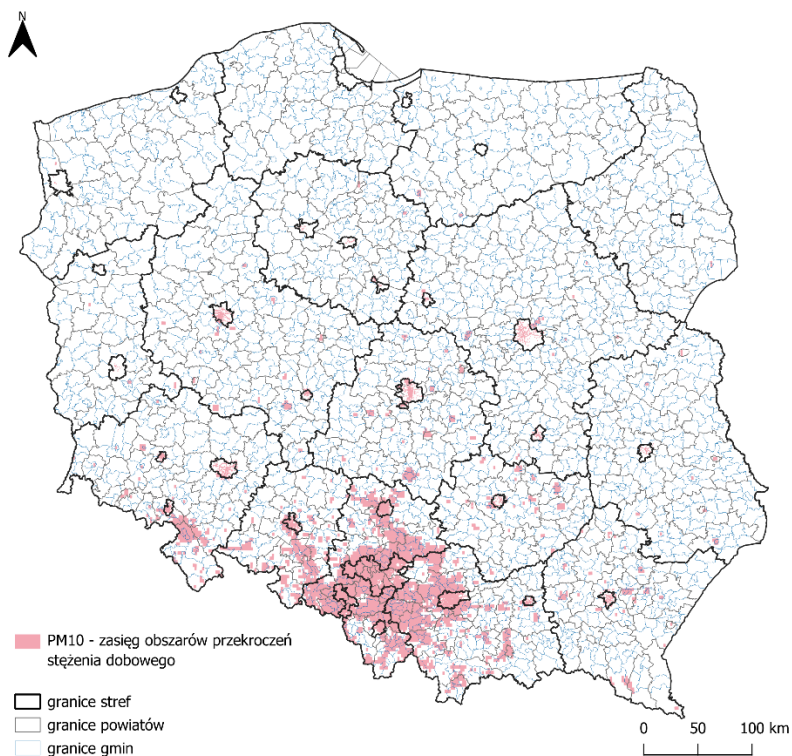 N
PM10 - zasięg obszarów przekroczeń
stężenia dobowego
granice stref
granice powiatów
granice gmin
0 50 100 km